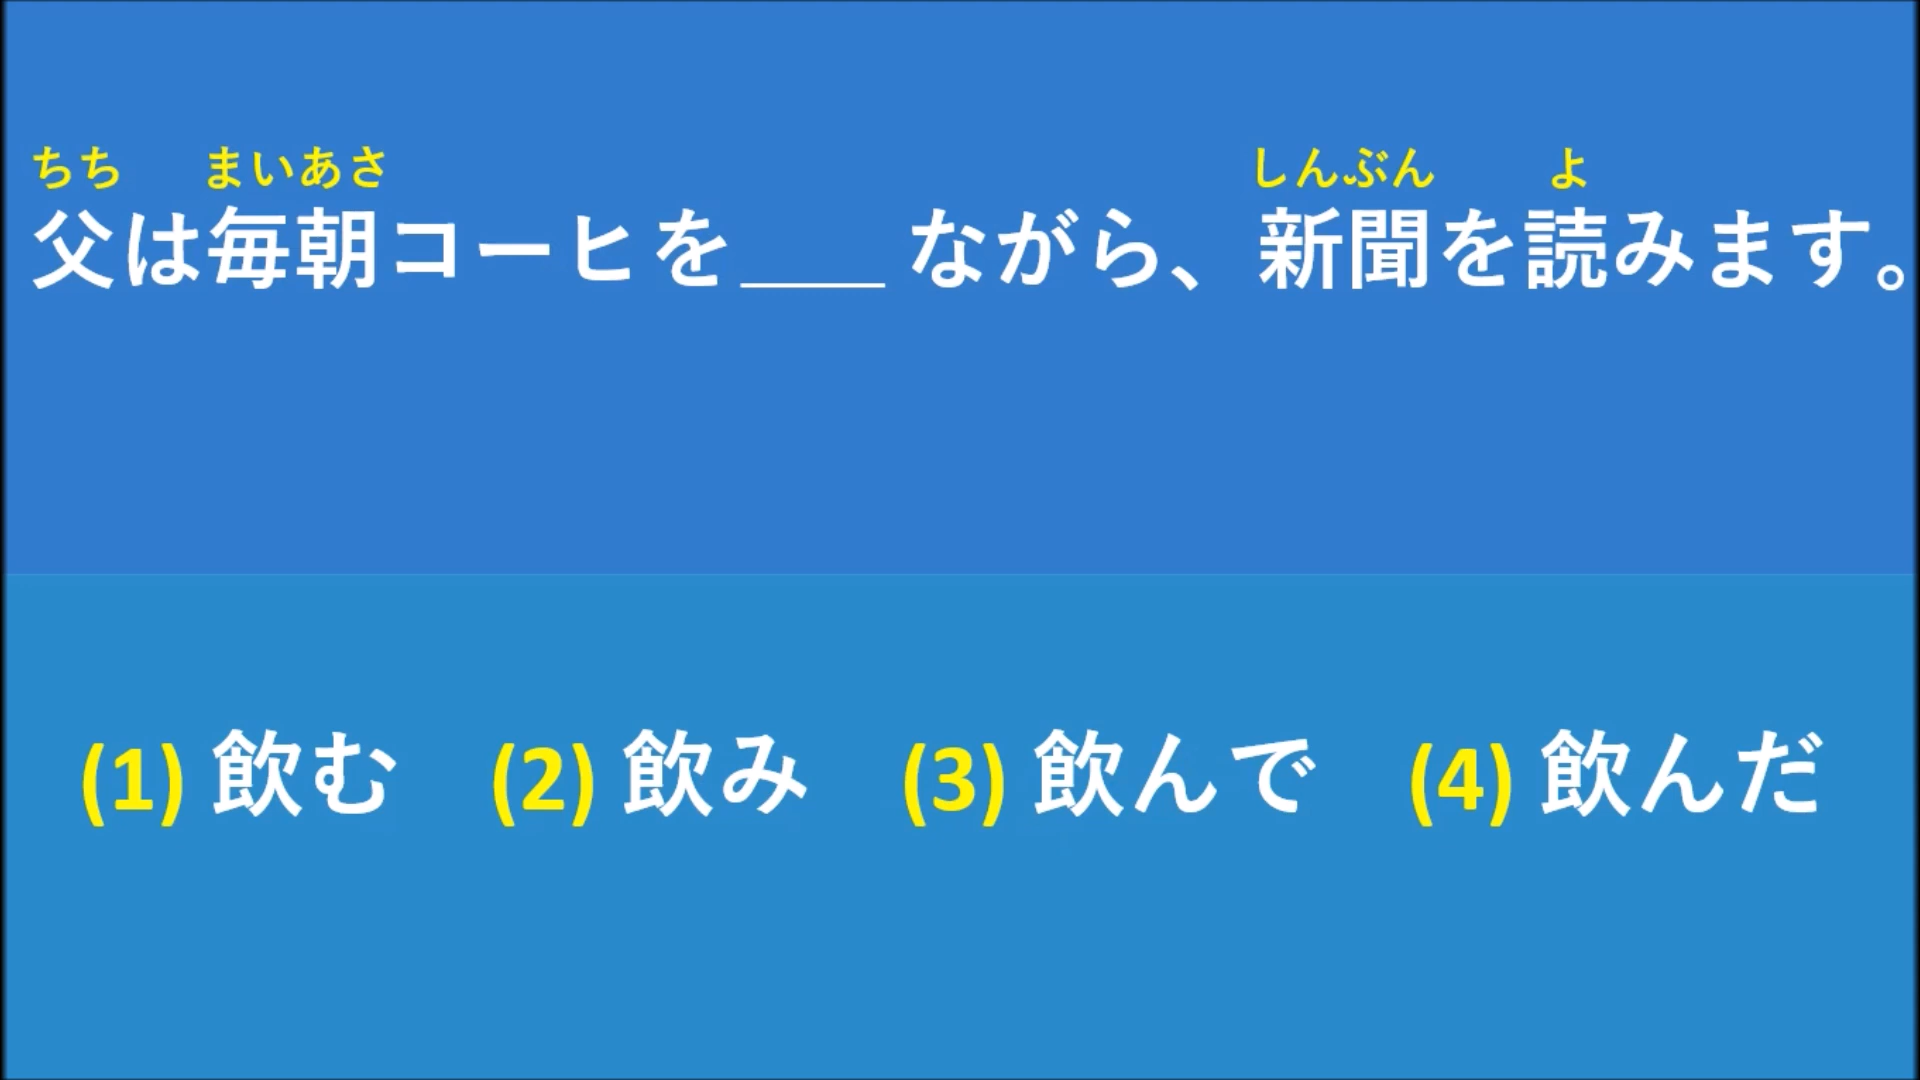 ちち まいあさ しんぶん よ
父は毎朝コーヒを____ ながら、新聞を読みます。
(1) 飲む (2) 飲み (3) 飲んで (4) 飲んだ